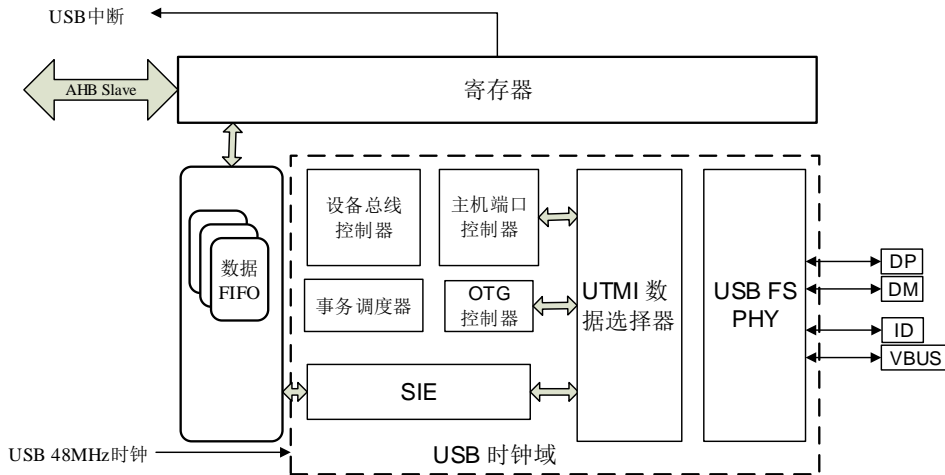 USB中断
AHB Slave
寄存器
设备总线
控制器
主机端口
控制器
数据
FIFO
事务调度器
OTG
控制器
UTMI 数
据选择器
USB FS
PHY
DP
DM
ID
VBUS
SIE
USB 48MHz时钟
USB 时钟域